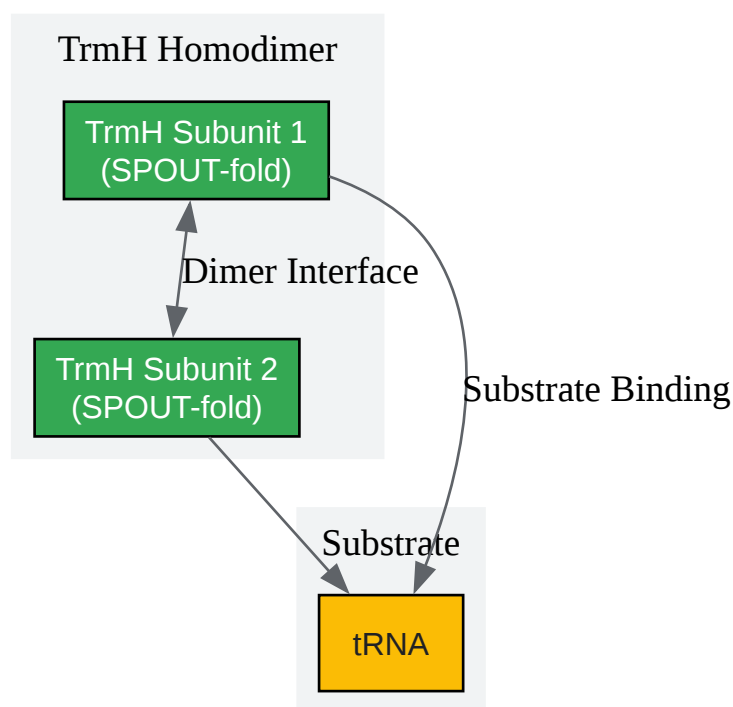 TrmH Homodimer
TrmH Subunit 1
(SPOUT-fold)
Dimer Interface
TrmH Subunit 2
(SPOUT-fold)
Substrate Binding
Substrate
tRNA